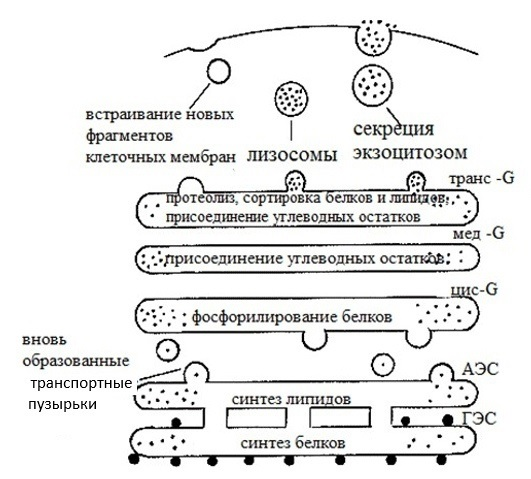 встраивание новых
фрагментов
клеточных мембран
лизосомы
секреция
экзоцитозом
транс -G
протеолиз, сортировка белков и липидов,
присоединение углеводных остатков
мед -G
присоединение углеводных остатков
цис-G
фосфорилирование белков
вновь
образованные
транспортные
пузырьки
АЭС
синтез липидов
ГЭС
синтез белков